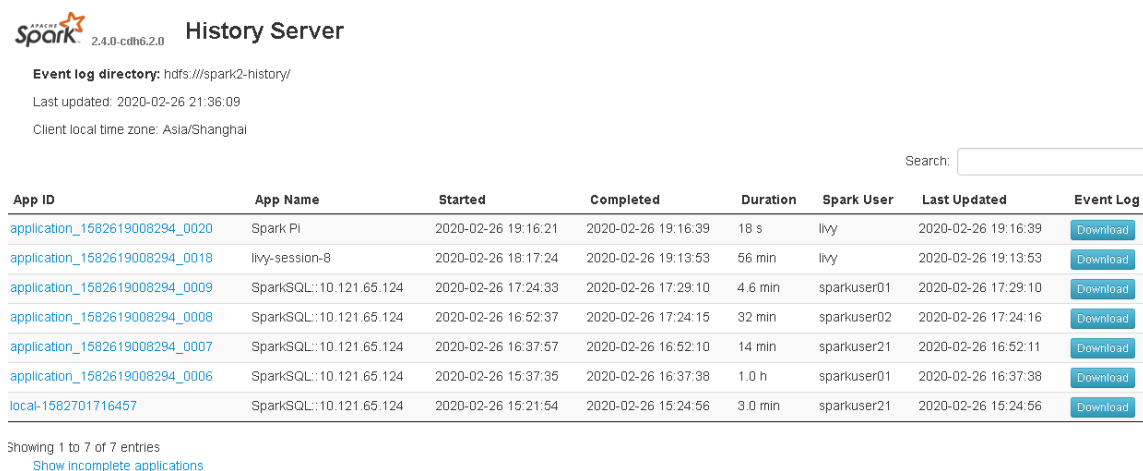 APACHE
Spark 2.4.0-cdh6.2.0 History Server
Event log directory: hdfs:///spark2-history/
Last updated: 2020-02-26 21:36:09
Client local time zone: Asia/Shanghai
Search:
App ID App Name Started Completed Duration Spark User Last Updated Event Log
application_1582619008294_0020 Spark Pi 2020-02-26 19:16:21 2020-02-26 19:16:39 18 s livy 2020-02-26 19:16:39 Download
application_1582619008294_0018 livy-session-8 2020-02-26 18:17:24 2020-02-26 19:13:53 56 min livy 2020-02-26 19:13:53 Download
application_1582619008294_0009 SparkSQL::10.121.65.124 2020-02-26 17:24:33 2020-02-26 17:29:10 4.6 min sparkuser01 2020-02-26 17:29:10 Download
application_1582619008294_0008 SparkSQL::10.121.65.124 2020-02-26 16:52:37 2020-02-26 17:24:15 32 min sparkuser02 2020-02-26 17:24:16 Download
application_1582619008294_0007 SparkSQL::10.121.65.124 2020-02-26 16:37:57 2020-02-26 16:52:10 14 min sparkuser21 2020-02-26 16:52:11 Download
application_1582619008294_0006 SparkSQL::10.121.65.124 2020-02-26 15:37:35 2020-02-26 16:37:38 1.0 h sparkuser01 2020-02-26 16:37:38 Download
local-1582701716457 SparkSQL::10.121.65.124 2020-02-26 15:21:54 2020-02-26 15:24:56 3.0 min sparkuser21 2020-02-26 15:24:56 Download
Showing 1 to 7 of 7 entries
Show incomplete applications